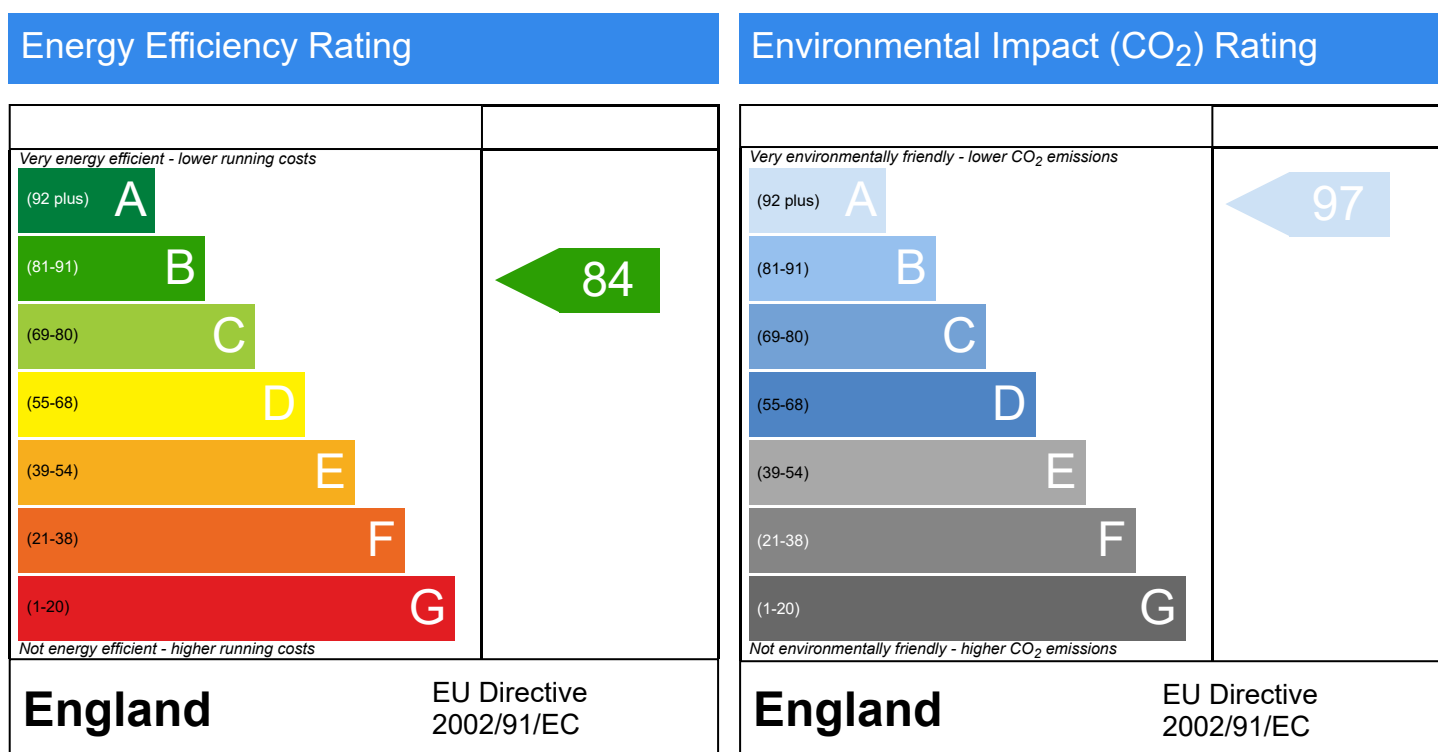 Energy Efficiency Rating
Very energy efficient - lower running costs
(92 plus) A
(81-91) B
84
(69-80) C
(55-68) D
(39-54) E
(21-38) F
(1-20) G
Not energy efficient - higher running costs
England
EU Directive
2002/91/EC
Environmental Impact (CO₂) Rating
Very environmentally friendly - lower CO₂ emissions
(92 plus) A
97
(81-91) B
(69-80) C
(55-68) D
(39-54) E
(21-38) F
(1-20) G
Not environmentally friendly - higher CO₂ emissions
England
EU Directive
2002/91/EC